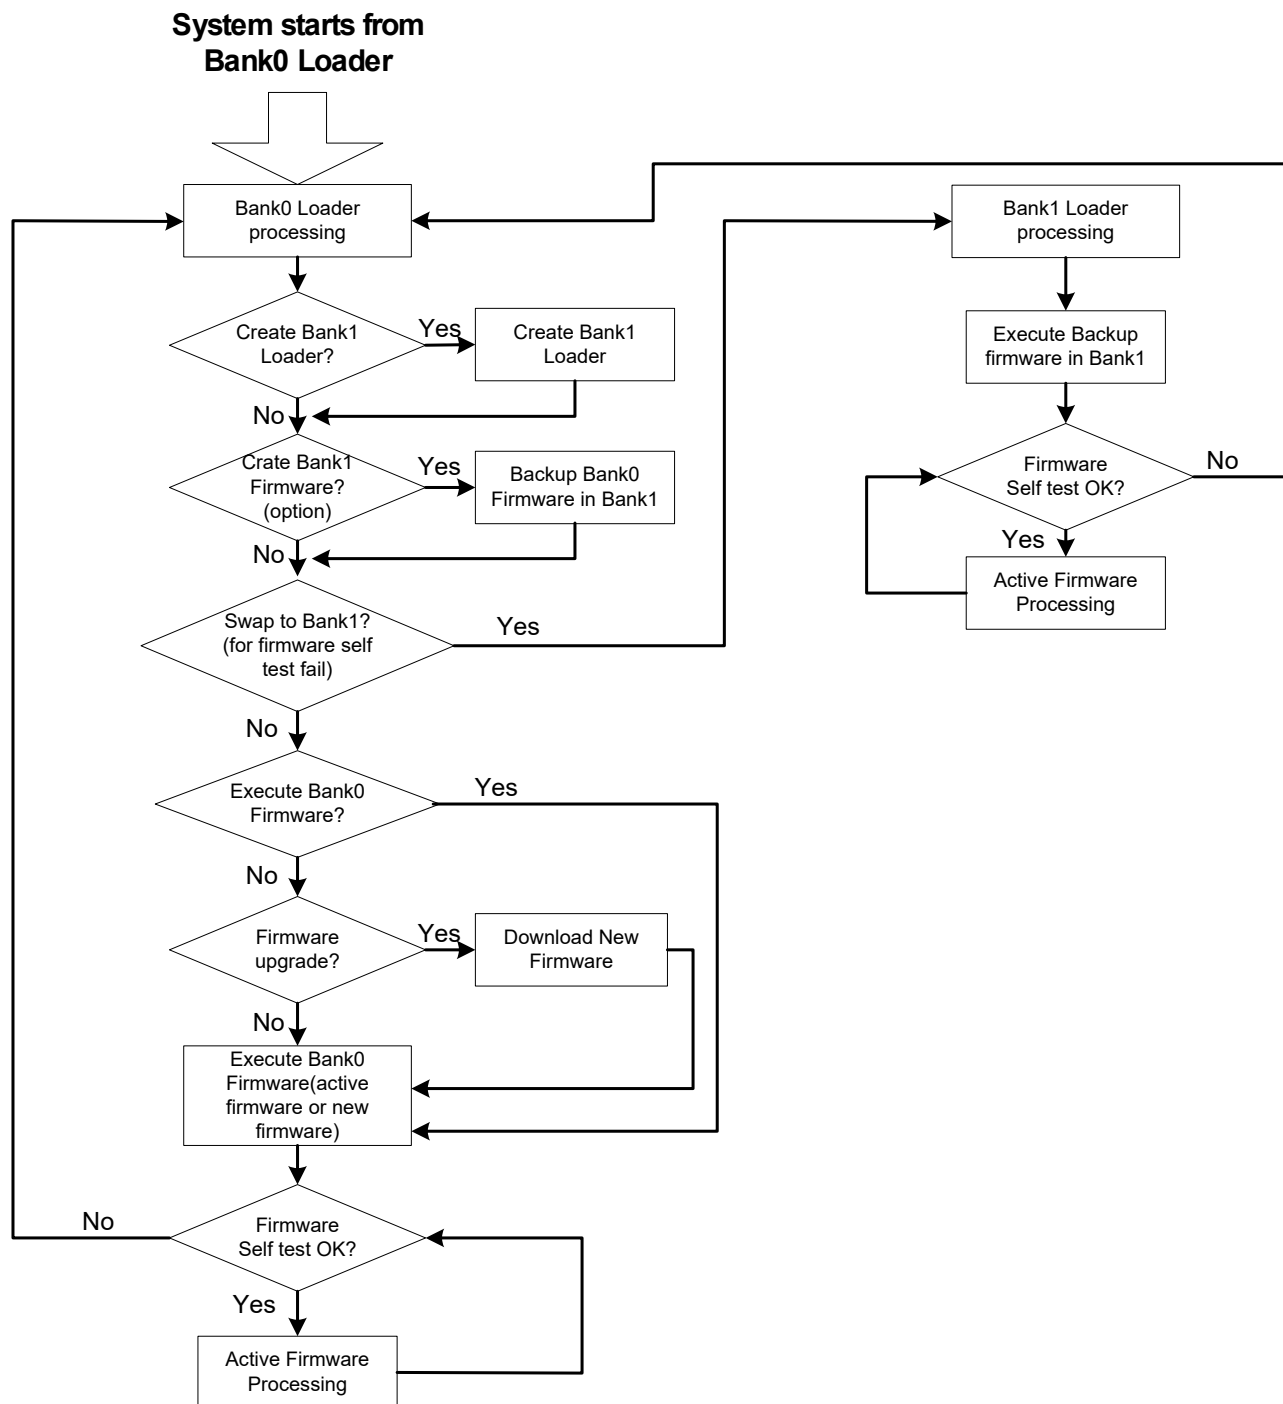 System starts from
Bank0 Loader
Bank0 Loader
processing
Create Bank1
Loader?
Yes
Create Bank1
Loader
No
Crate Bank1
Firmware?
(option)
Yes
Backup Bank0
Firmware in Bank1
No
Swap to Bank1?
(for firmware self
test fail)
Yes
No
Execute Bank0
Firmware?
Yes
No
Firmware
upgrade?
Yes
Download New
Firmware
No
Execute Bank0
Firmware(active
firmware or new
firmware)
Firmware
Self test OK?
No
Yes
Active Firmware
Processing
Bank1 Loader
processing
Execute Backup
firmware in Bank1
Firmware
Self test OK?
No
Yes
Active Firmware
Processing